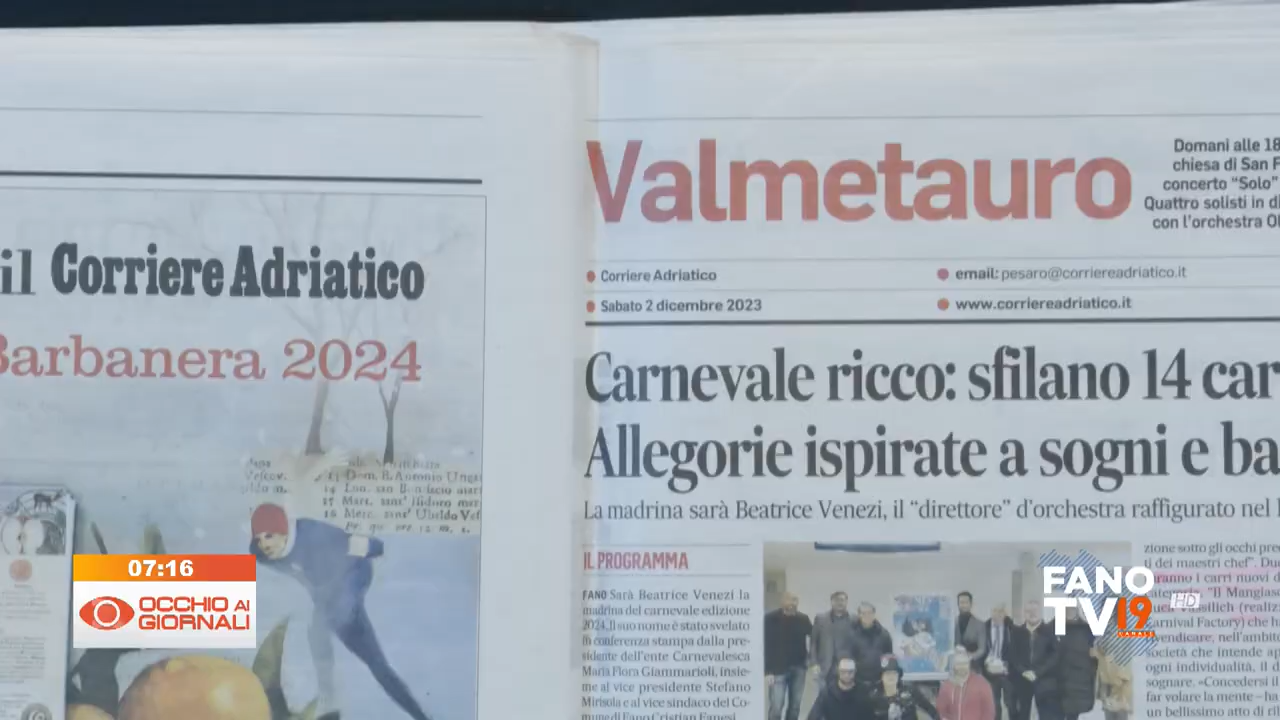 il Corriere Adriatico
Barbanera 2024
Valmetauro
Domani alle 18
chiesa di San F
concerto “Solo”
Quattro solisti in di
con l’orchestra
Corriere Adriatico
email: pesaro@corriereadriatico.it
Sabato 2 dicembre 2023
www.corriereadriatico.it
Carnevale ricco: sfilano 14 car
Allegorie ispirate a sogni e ba
La madrina sarà Beatrice Venezi, il “direttore” d’orchestra raffigurato nel
IL PROGRAMMA
FANO Sarà Beatrice Venezi la
madrina del carnevale edizione
2024. Il suo nome è stato svelato
in conferenza stampa dalla pre-
sidente dell’ente Carnevalesca
Maria Flora Giammarioli, insie-
me al vice presidente Stefano
Mirisola e al vice sindaco del Co-
mune di Fano Cristian Fanesi.
zione sotto gli occhi pre
ti dei maestri chef”. Du
ranno i carri nuovi d
"Il Mangias
(realiz
arnival Factory) che h
vendicare, nell’ambit
società che intende ap
ogni individualità, il d
sognare. «Concedersi
far volare la mente – ha
un bellissimo atto di ri
07:16
OCCHIO AI
GIORNALI
FANO
TV19
HD
CANALE